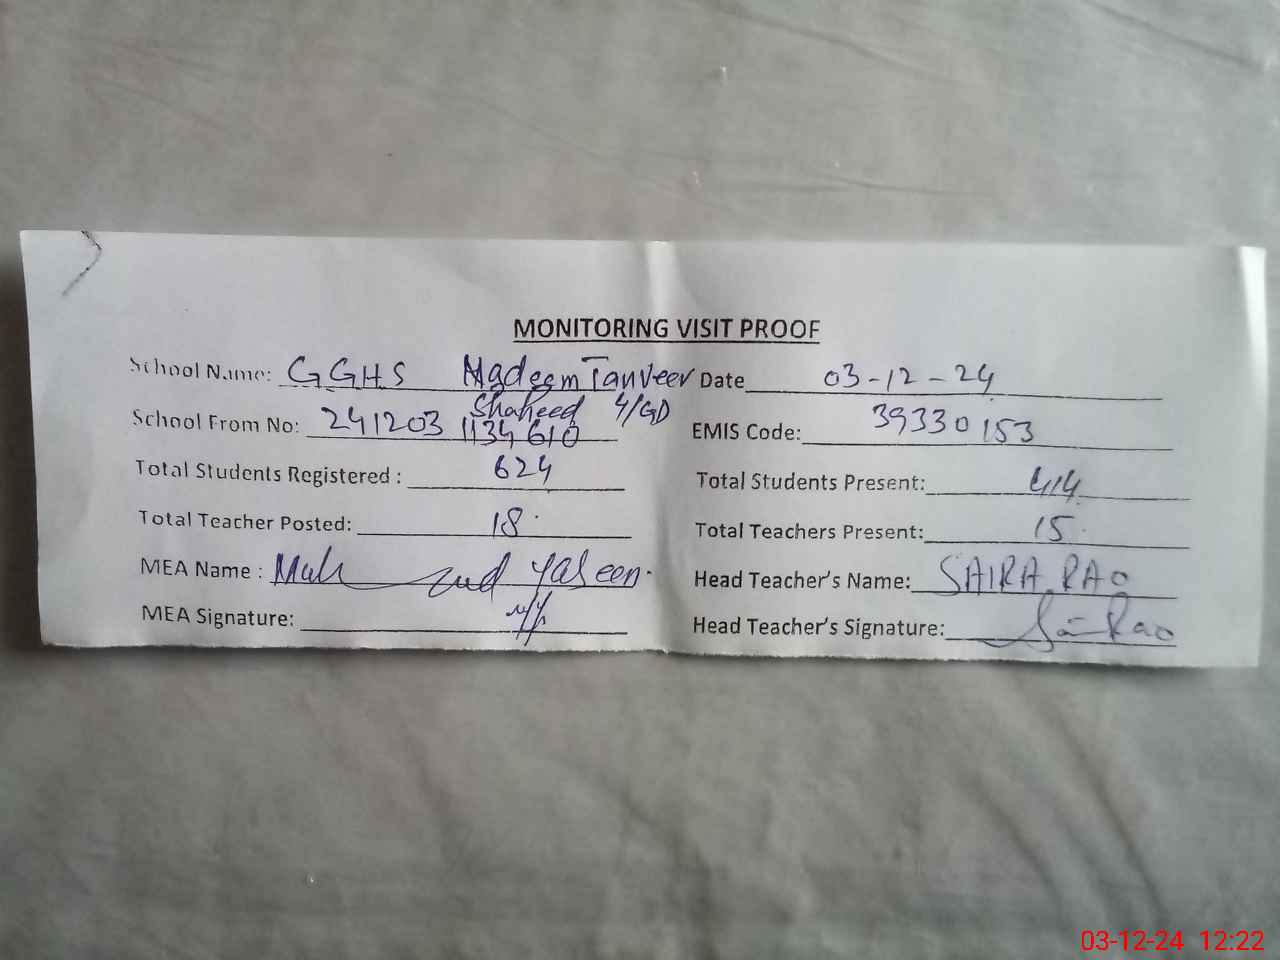 MONITORING VISIT PROOF
School Name: GGHS Nadeem Tanveer Date 03-12-24
Shaheed 4/GD
School From No: 241203 1134610 EMIS Code: 39330153
Total Students Registered : 624 Total Students Present: 414
Total Teacher Posted: 18 Total Teachers Present: 15
MEA Name : Yaseen Head Teacher's Name: SAIRA RAO
MEA Signature: Head Teacher's Signature: Rao
03-12-24 12:22